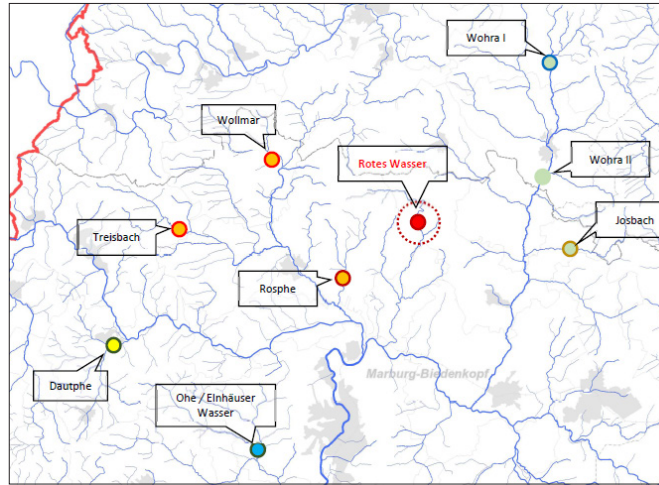 Wohra I
Wollmar
Rotes Wasser
Wohra II
Treisbach
Josbach
Rosphe
Marburg-Biedenkopf
Dautphe
Ohe / Elnhäuser
Wasser